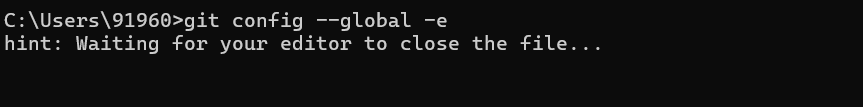 C:\Users\91960>git config --global -e
hint: Waiting for your editor to close the file...